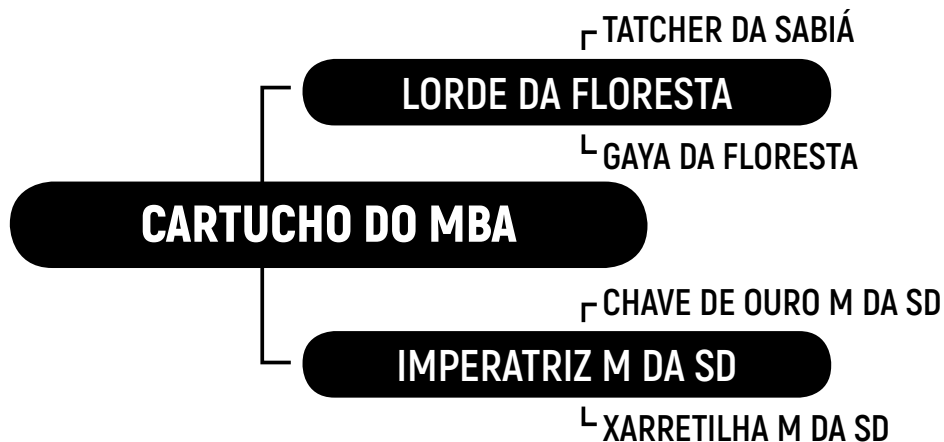 TATCHER DA SABIÁ
LORDE DA FLORESTA
GAYA DA FLORESTA
CARTUCHO DO MBA
CHAVE DE OURO M DA SD
IMPERATRIZ M DA SD
XARRETILHA M DA SD